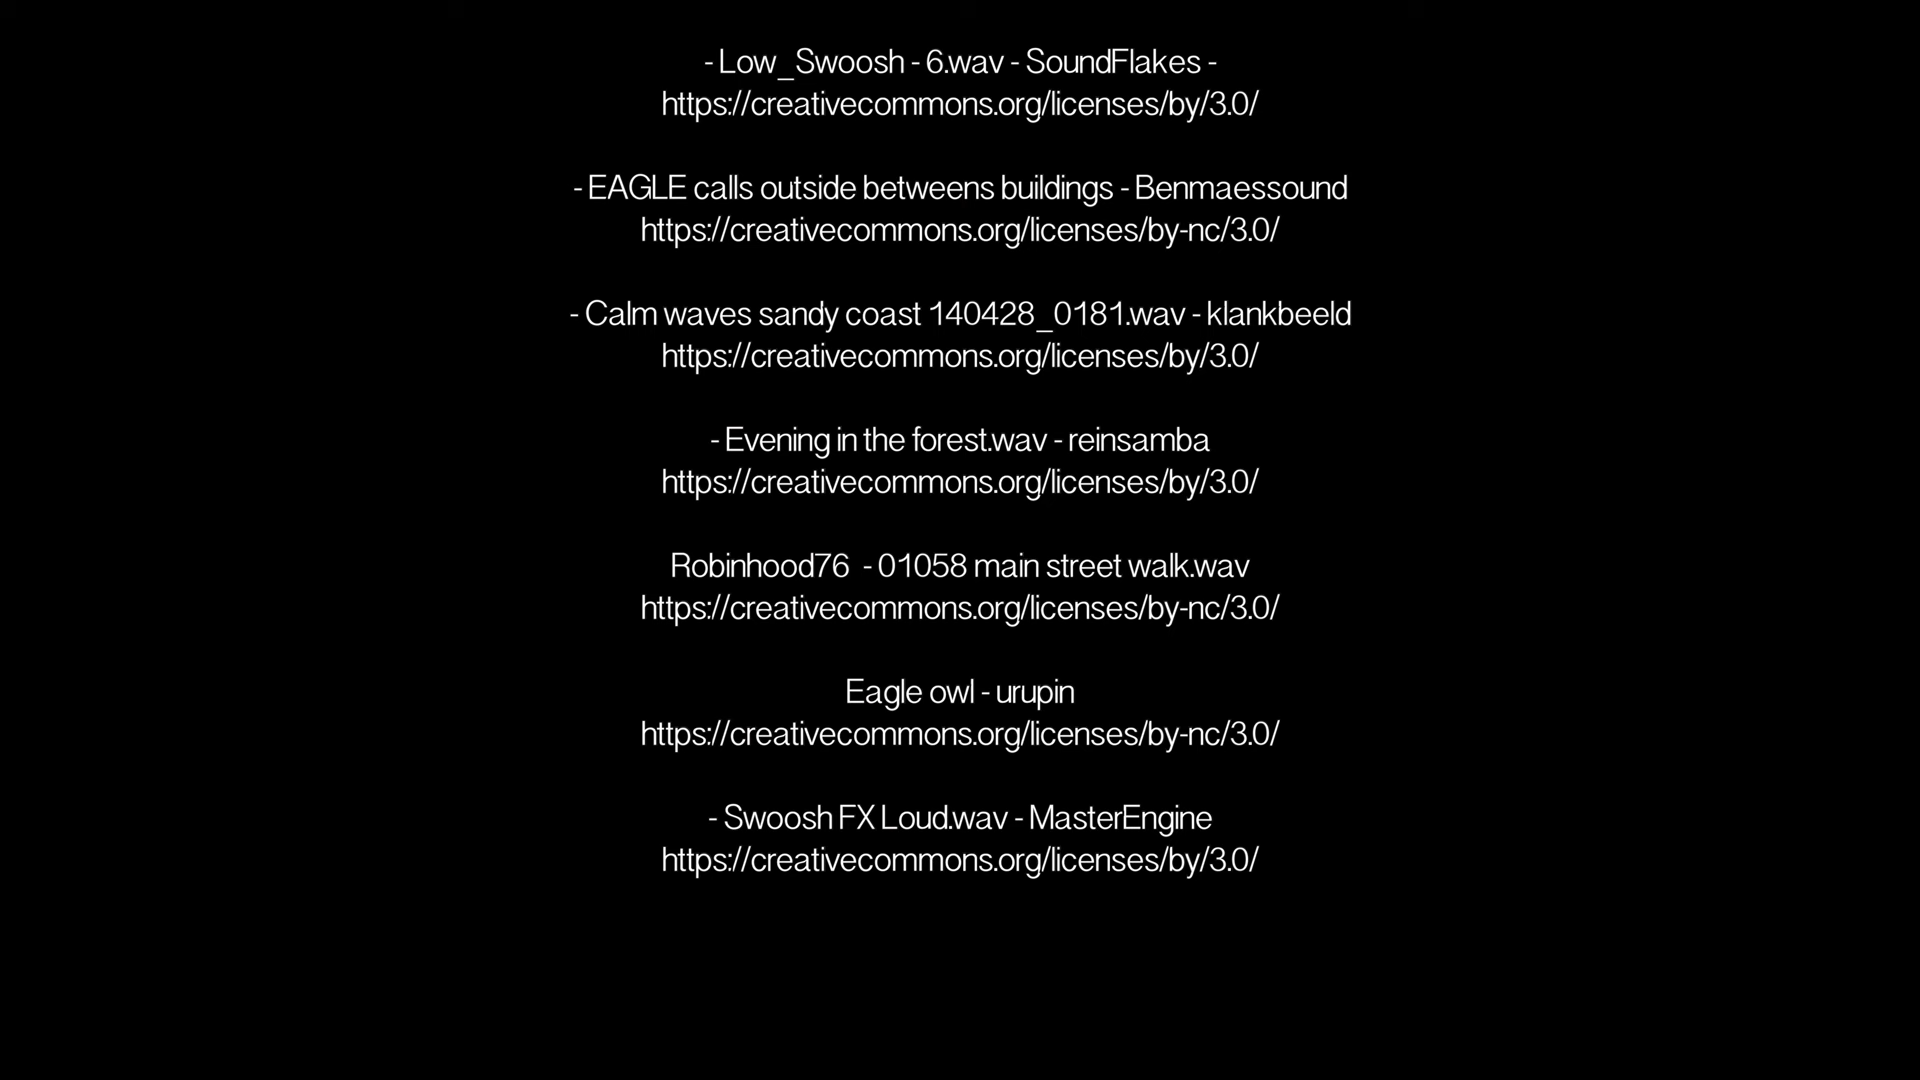 - Low_Swoosh - 6.wav - SoundFlakes -
https://creativecommons.org/licenses/by/3.0/
- EAGLE calls outside betweens buildings - Benmaessound
https://creativecommons.org/licenses/by-nc/3.0/
- Calm waves sandy coast 140428_0181.wav - klankbeeld
https://creativecommons.org/licenses/by/3.0/
- Evening in the forest.wav - reinsamba
https://creativecommons.org/licenses/by/3.0/
Robinhood76  - 01058 main street walk.wav
https://creativecommons.org/licenses/by-nc/3.0/
Eagle owl - urupin
https://creativecommons.org/licenses/by-nc/3.0/
- Swoosh FX Loud.wav - MasterEngine
https://creativecommons.org/licenses/by/3.0/